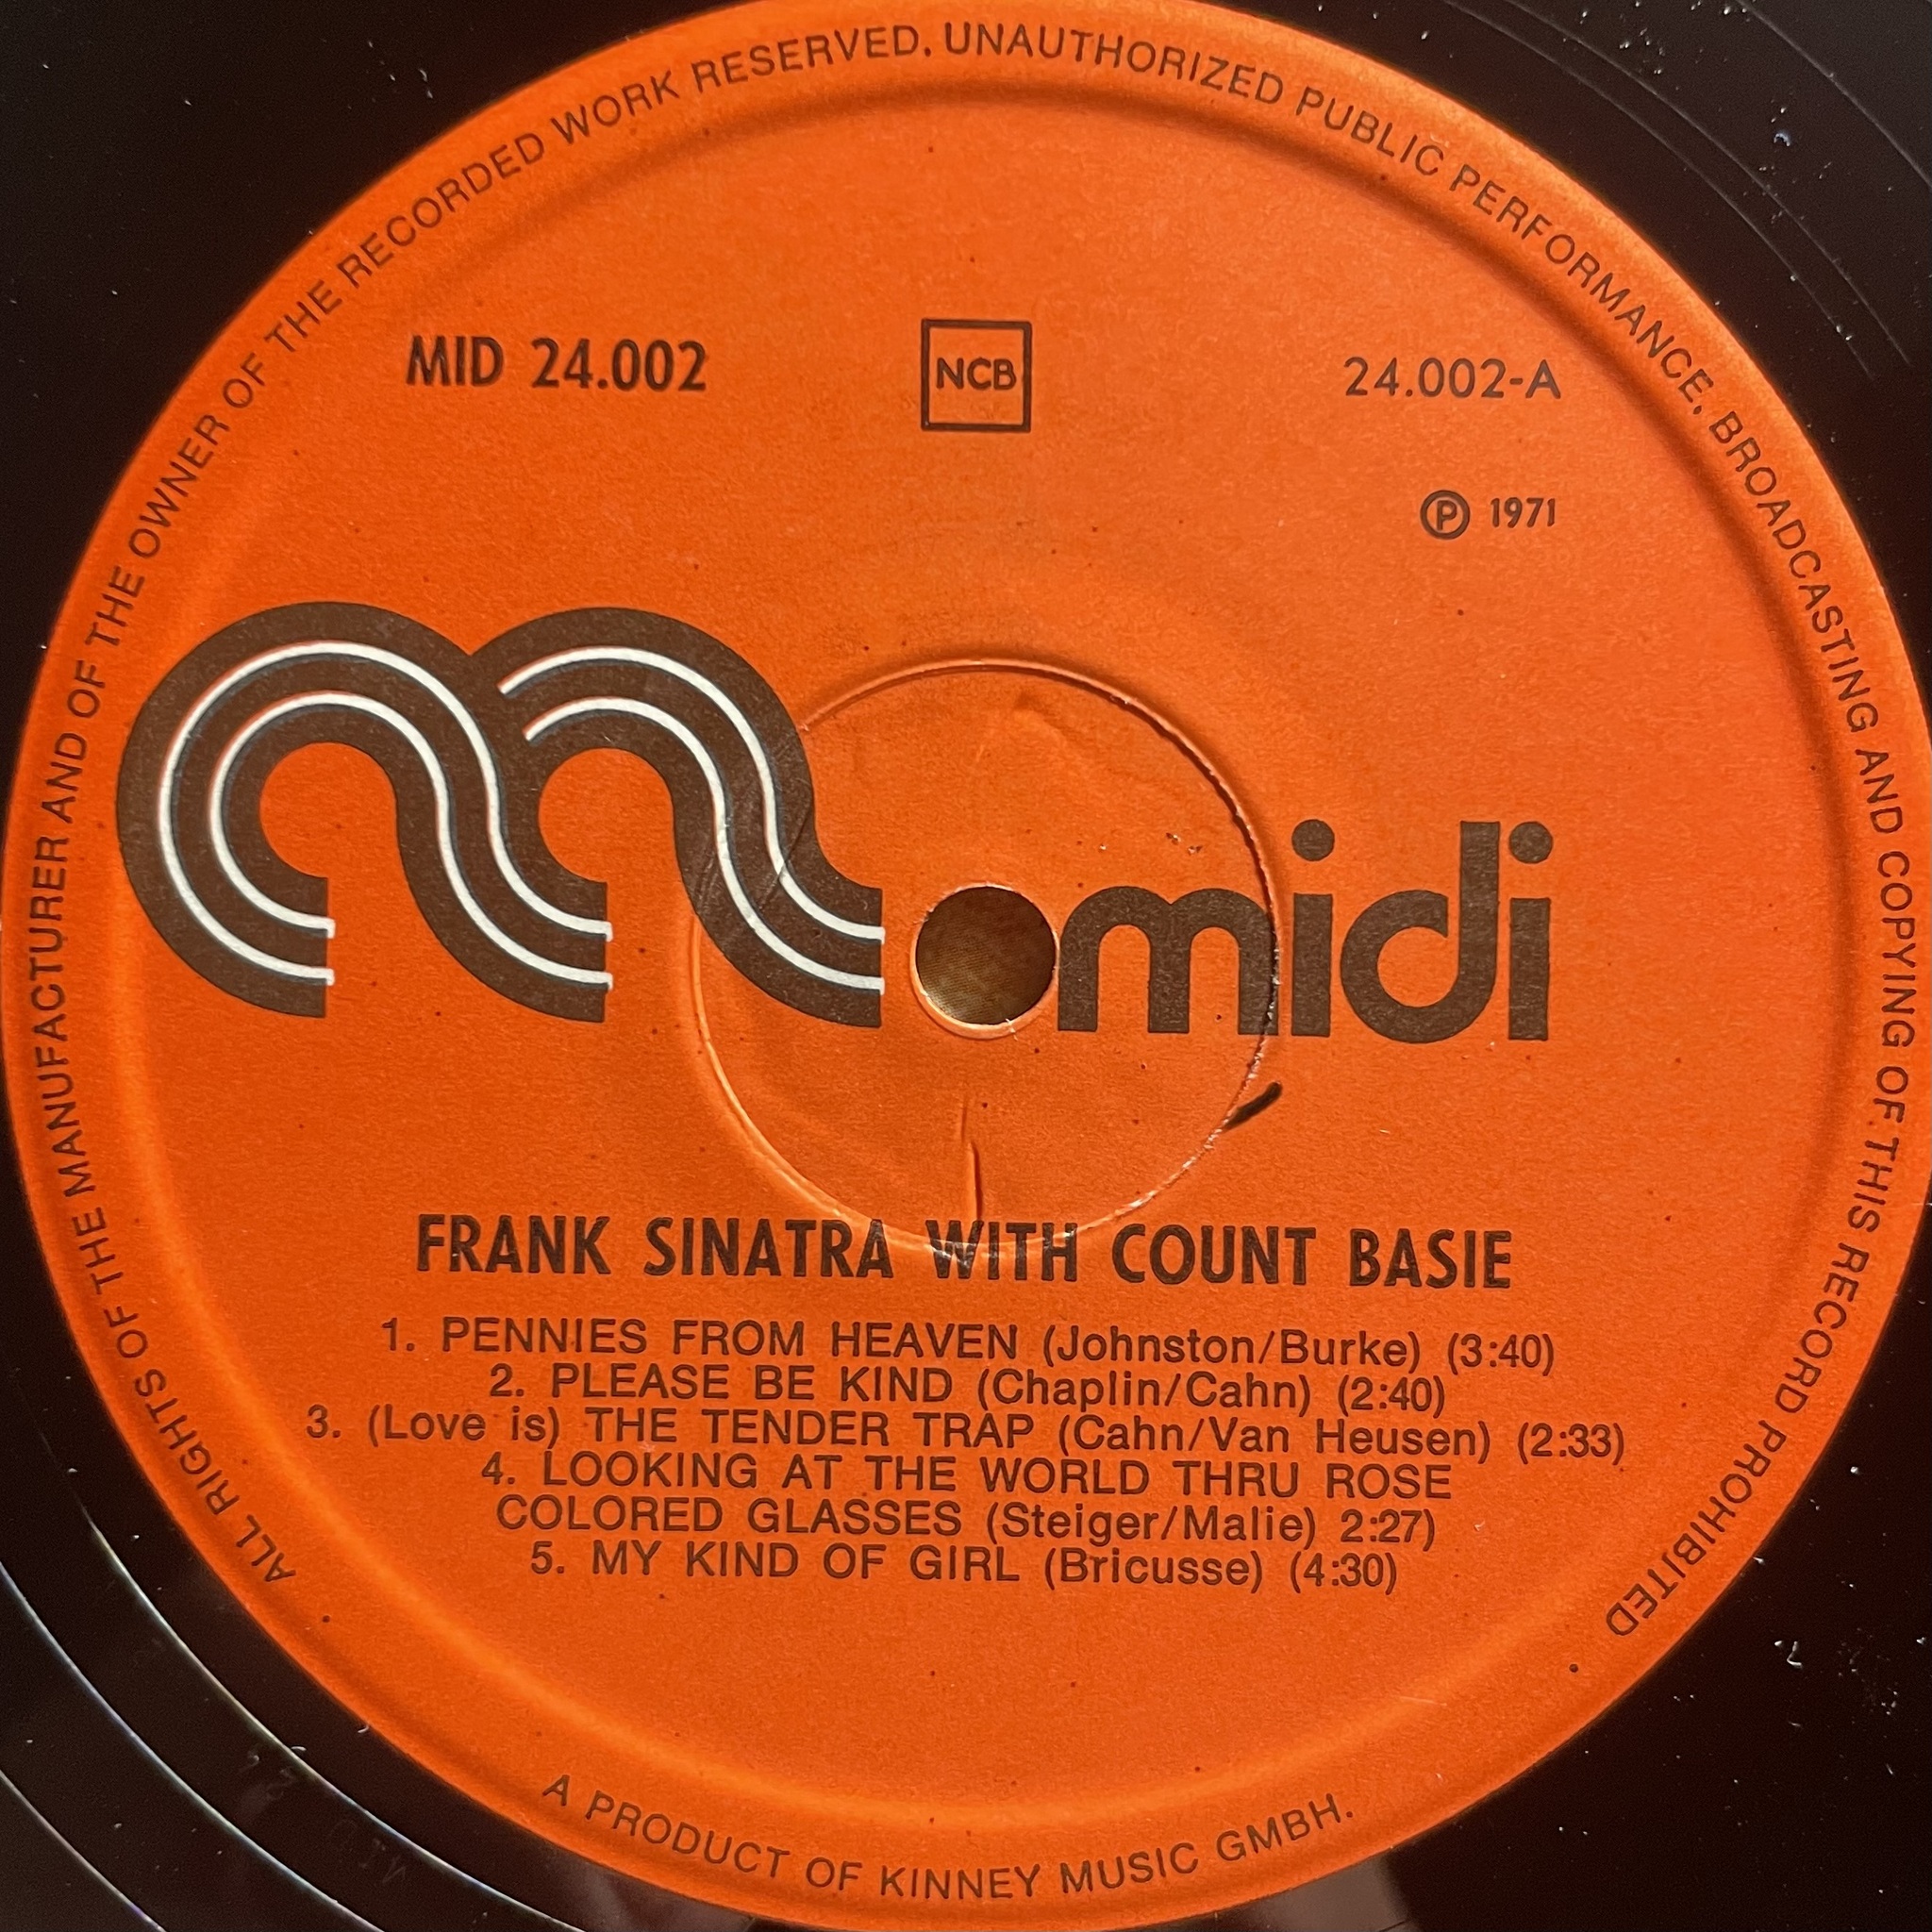 ALL RIGHTS OF THE MANUFACTURER AND OF THE OWNER OF THE RECORDED WORK RESERVED. UNAUTHORIZED PUBLIC PERFORMANCE. BROADCASTING AND COPYING OF THIS RECORD PROHIBITED
MID 24.002
NCB
24.002-A
Ⓟ 1971
midi
FRANK SINATRA WITH COUNT BASIE
1. PENNIES FROM HEAVEN (Johnston/Burke) (3:40)
2. PLEASE BE KIND (Chaplin/Cahn) (2:40)
3. (Love is) THE TENDER TRAP (Cahn/Van Heusen) (2:33)
4. LOOKING AT THE WORLD THRU ROSE
COLORED GLASSES (Steiger/Malie) 2:27)
5. MY KIND OF GIRL (Bricusse) (4:30)
A PRODUCT OF KINNEY MUSIC GMBH.